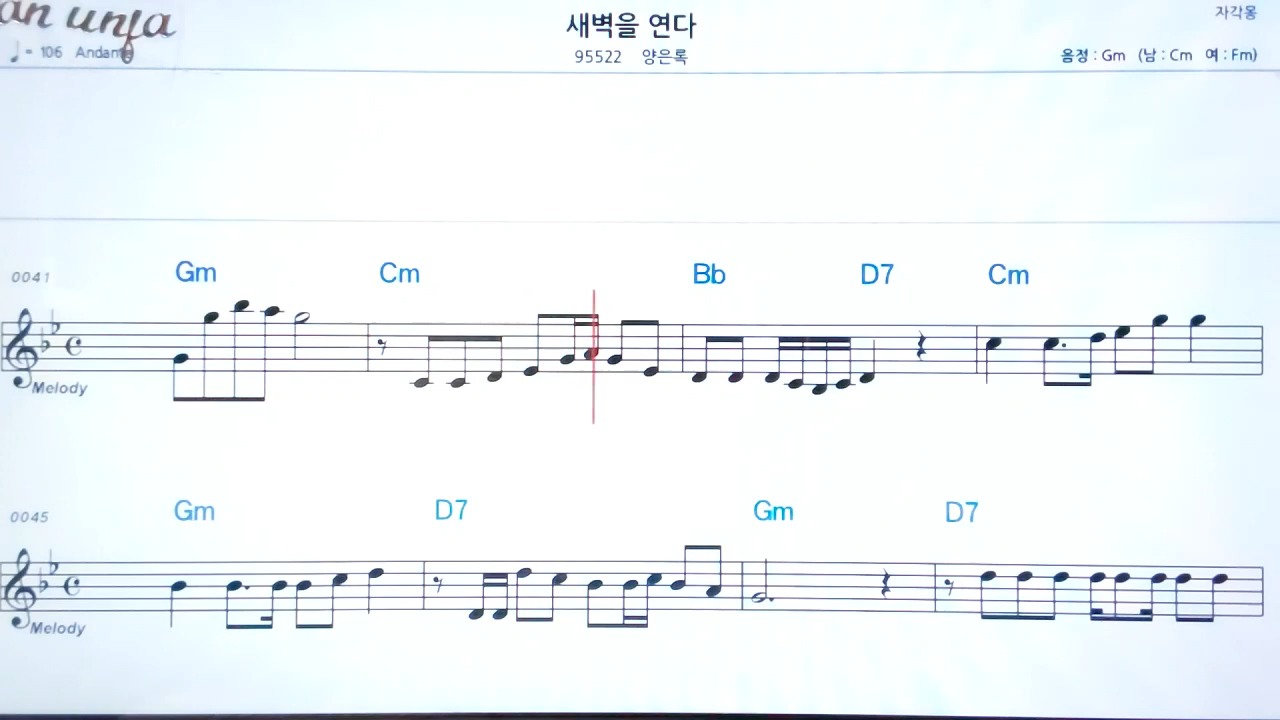 an unfa
새벽을 연다
자각몽
♩= 106 Andante
95522 양은록
음정 : Gm (남 : Cm 여 : Fm)
0041 Gm Cm Bb D7 Cm
Melody
0045 Gm D7 Gm D7
Melody